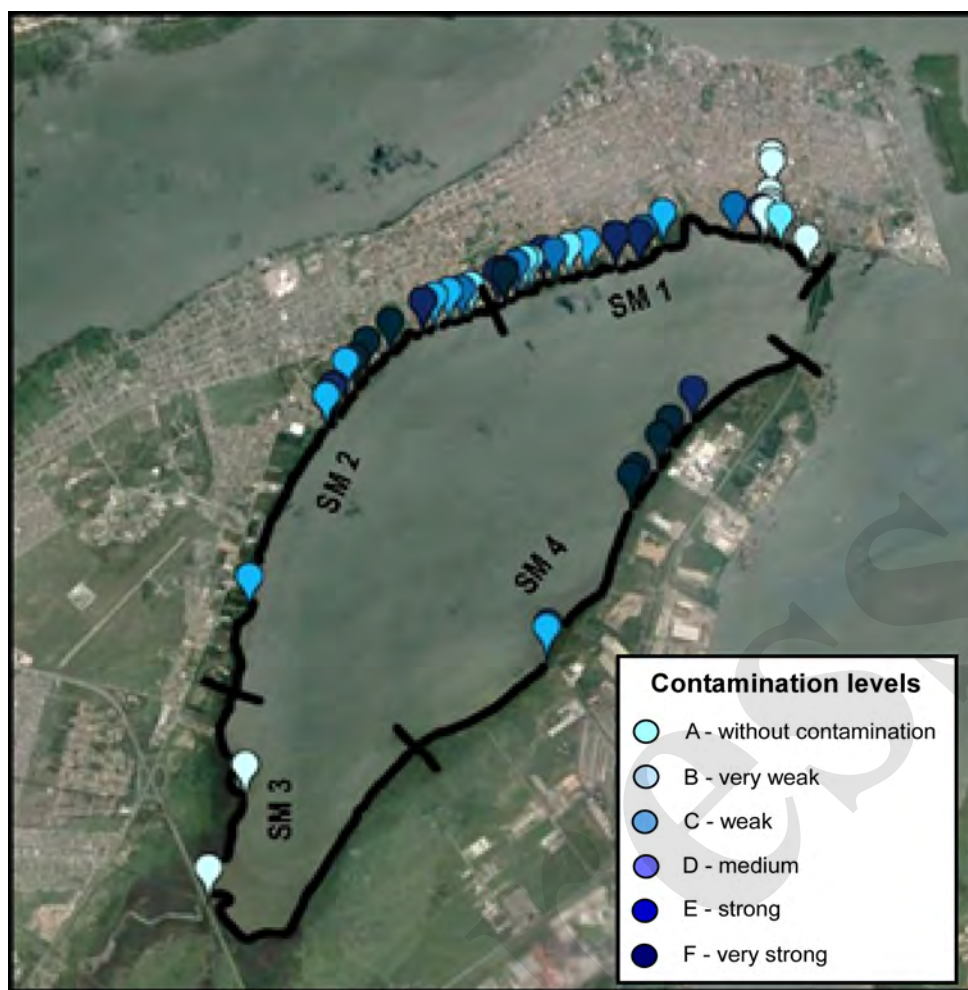 SM 1
SM 2
SM 4
SM 3
Contamination levels
A - without contamination
B - very weak
C - weak
D - medium
E - strong
F - very strong